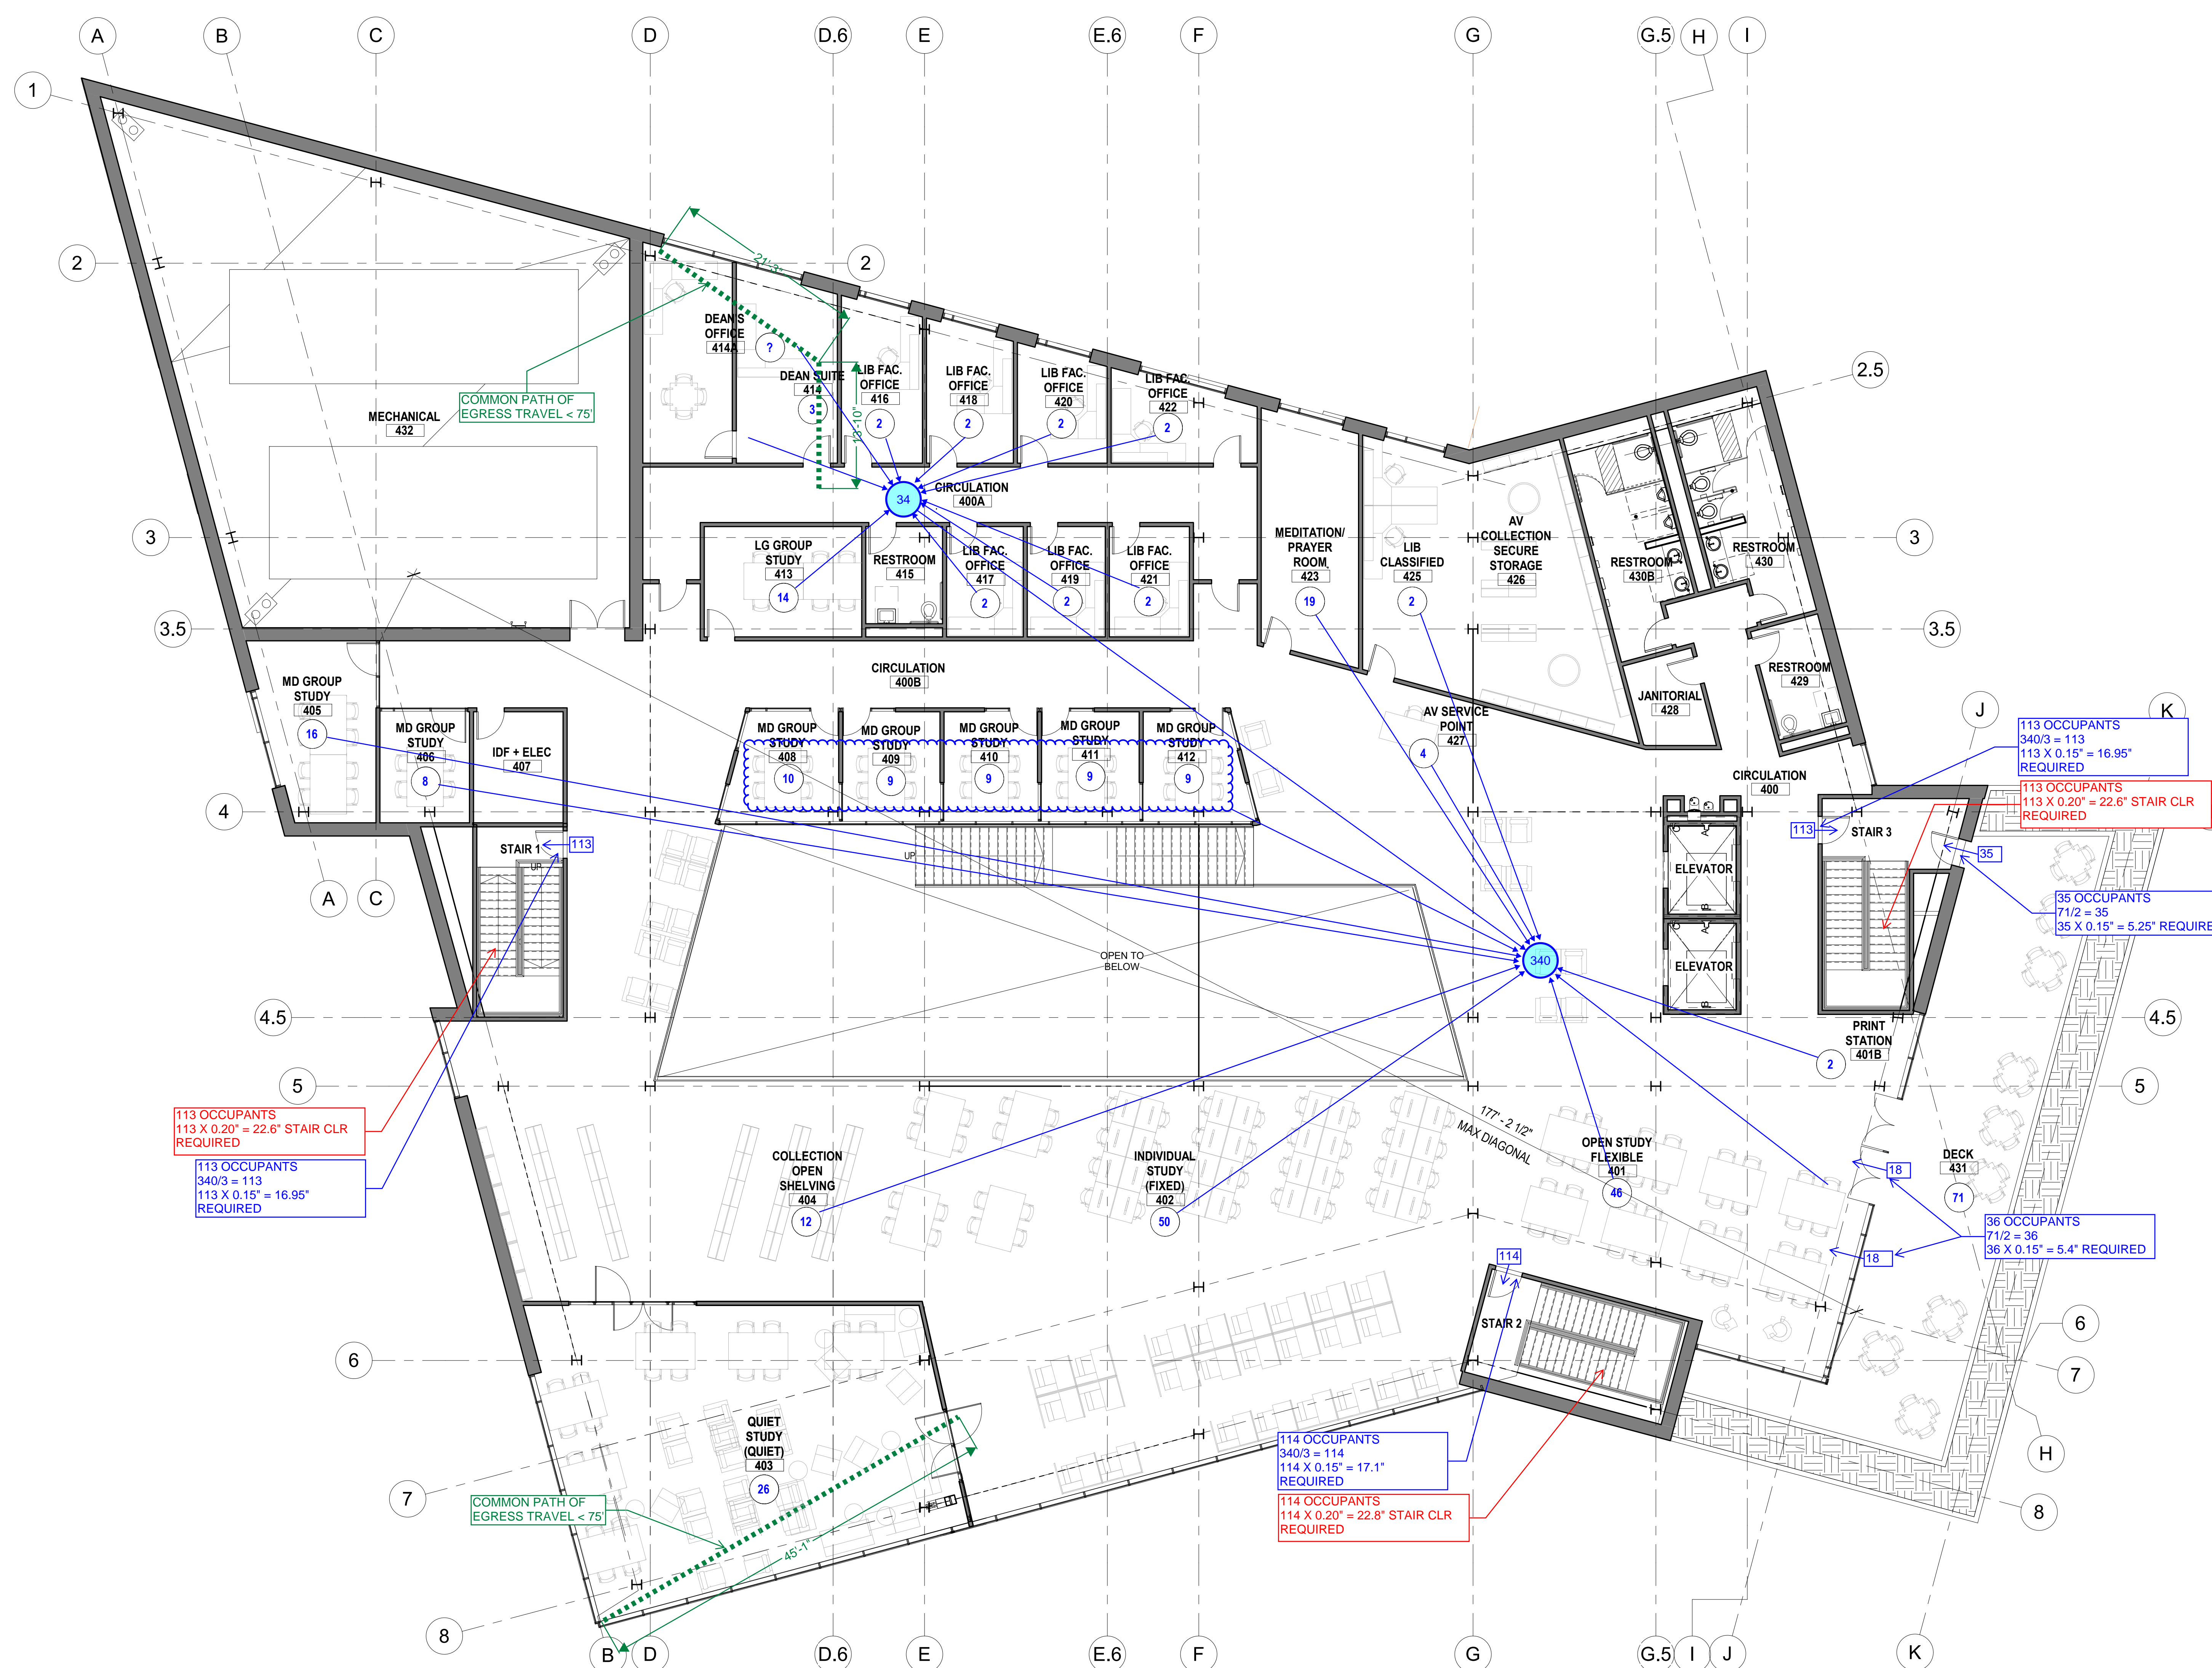 A
B
C
D
D.6
E
E.6
F
G
G.5
H
I
1
2
2
21'-3"
DEAN'S
OFFICE
414A
?
DEAN SUITE
414
3
13'-10"
LIB FAC.
OFFICE
416
2
LIB FAC.
OFFICE
418
2
LIB FAC.
OFFICE
420
2
LIB FAC.
OFFICE
422
2
2.5
COMMON PATH OF
EGRESS TRAVEL < 75'
MECHANICAL
432
34
CIRCULATION
400A
3
LG GROUP
STUDY
413
14
RESTROOM
415
LIB FAC.
OFFICE
417
2
LIB FAC.
OFFICE
419
2
LIB FAC.
OFFICE
421
2
MEDITATION/
PRAYER
ROOM
423
19
LIB
CLASSIFIED
425
2
AV
COLLECTION
SECURE
STORAGE
426
RESTROOM
430B
RESTROOM
430
3
3.5
3.5
CIRCULATION
400B
MD GROUP
STUDY
405
16
MD GROUP
STUDY
406
8
IDF + ELEC
407
MD GROUP
STUDY
408
10
MD GROUP
STUDY
409
9
MD GROUP
STUDY
410
9
MD GROUP
STUDY
411
9
MD GROUP
STUDY
412
9
AV SERVICE
POINT
427
4
JANITORIAL
428
RESTROOM
429
CIRCULATION
400
J
K
113 OCCUPANTS
340/3 = 113
113 X 0.15" = 16.95"
REQUIRED
113 OCCUPANTS
113 X 0.20" = 22.6" STAIR CLR
REQUIRED
4
STAIR 1
UP
113
UP
ELEVATOR
ELEVATOR
113
STAIR 3
35
35 OCCUPANTS
71/2 = 35
35 X 0.15" = 5.25" REQUIRE
A
C
OPEN TO
BELOW
340
4.5
PRINT
STATION
401B
2
4.5
5
5
113 OCCUPANTS
113 X 0.20" = 22.6" STAIR CLR
REQUIRED
113 OCCUPANTS
340/3 = 113
113 X 0.15" = 16.95"
REQUIRED
COLLECTION
OPEN
SHELVING
404
12
INDIVIDUAL
STUDY
(FIXED)
402
50
177' - 2 1/2"
MAX DIAGONAL
OPEN STUDY
FLEXIBLE
401
46
DECK
431
71
18
18
36 OCCUPANTS
71/2 = 36
36 X 0.15" = 5.4" REQUIRED
114
STAIR 2
6
6
7
QUIET
STUDY
(QUIET)
403
26
7
COMMON PATH OF
EGRESS TRAVEL < 75'
45'-1"
114 OCCUPANTS
340/3 = 114
114 X 0.15" = 17.1"
REQUIRED
114 OCCUPANTS
114 X 0.20" = 22.8" STAIR CLR
REQUIRED
H
8
8
B
D
D.6
E
E.6
F
G
G.5
I
J
K